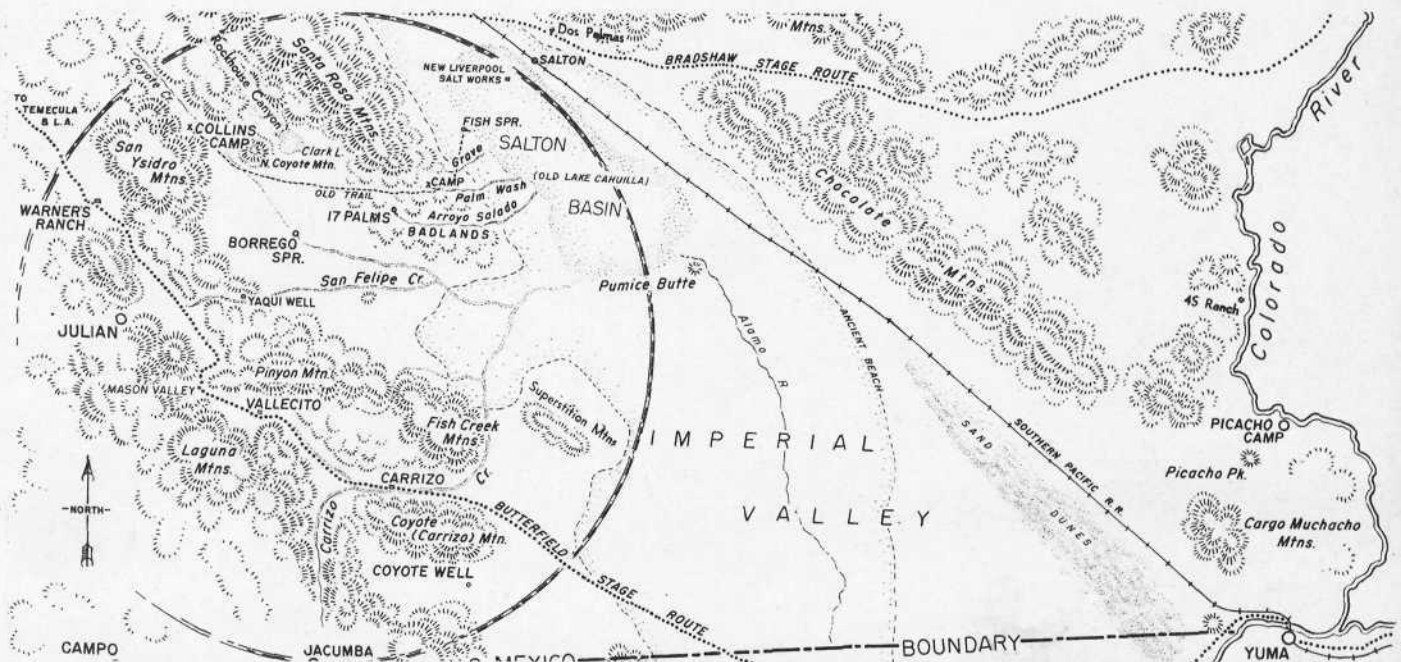 Mtns.
Dos Palmas
SALTON
BRADSHAW STAGE ROUTE
NEW LIVERPOOL
SALT WORKS
Coyote Cr.
Rockhouse Canyon
Santa Rosa Mtns.
TO
TEMECULA
& L.A.
COLLINS
CAMP
San
Ysidro
Mtns.
Clark L.
N. Coyote Mtn.
FISH SPR.
SALTON
Grave
CAMP
OLD TRAIL
Palm Wash
(OLD LAKE CAHUILLA)
BASIN
17 PALMS
Arroyo Salado
BADLANDS
WARNER'S
RANCH
BORREGO
SPR.
San Felipe Cr.
YAQUI WELL
Pumice Butte
Chocolate
Mtns.
River
Colorado
4S Ranch
JULIAN
MASON VALLEY
Pinyon Mtn.
VALLECITO
Alamo R.
ANCIENT BEACH
Fish Creek
Mtns.
Superstition Mtns
IMPERIAL
VALLEY
SAND
DUNES
SOUTHERN PACIFIC R.R.
PICACHO
CAMP
Picacho Pk.
Cargo Muchacho
Mtns.
Laguna
Mtns.
CARRIZO
Cr.
Carrizo
Coyote
(Carrizo) Mtn.
COYOTE WELL
BUTTERFIELD
STAGE
ROUTE
-NORTH-
CAMPO
JACUMBA
MEXICO
BOUNDARY
YUMA